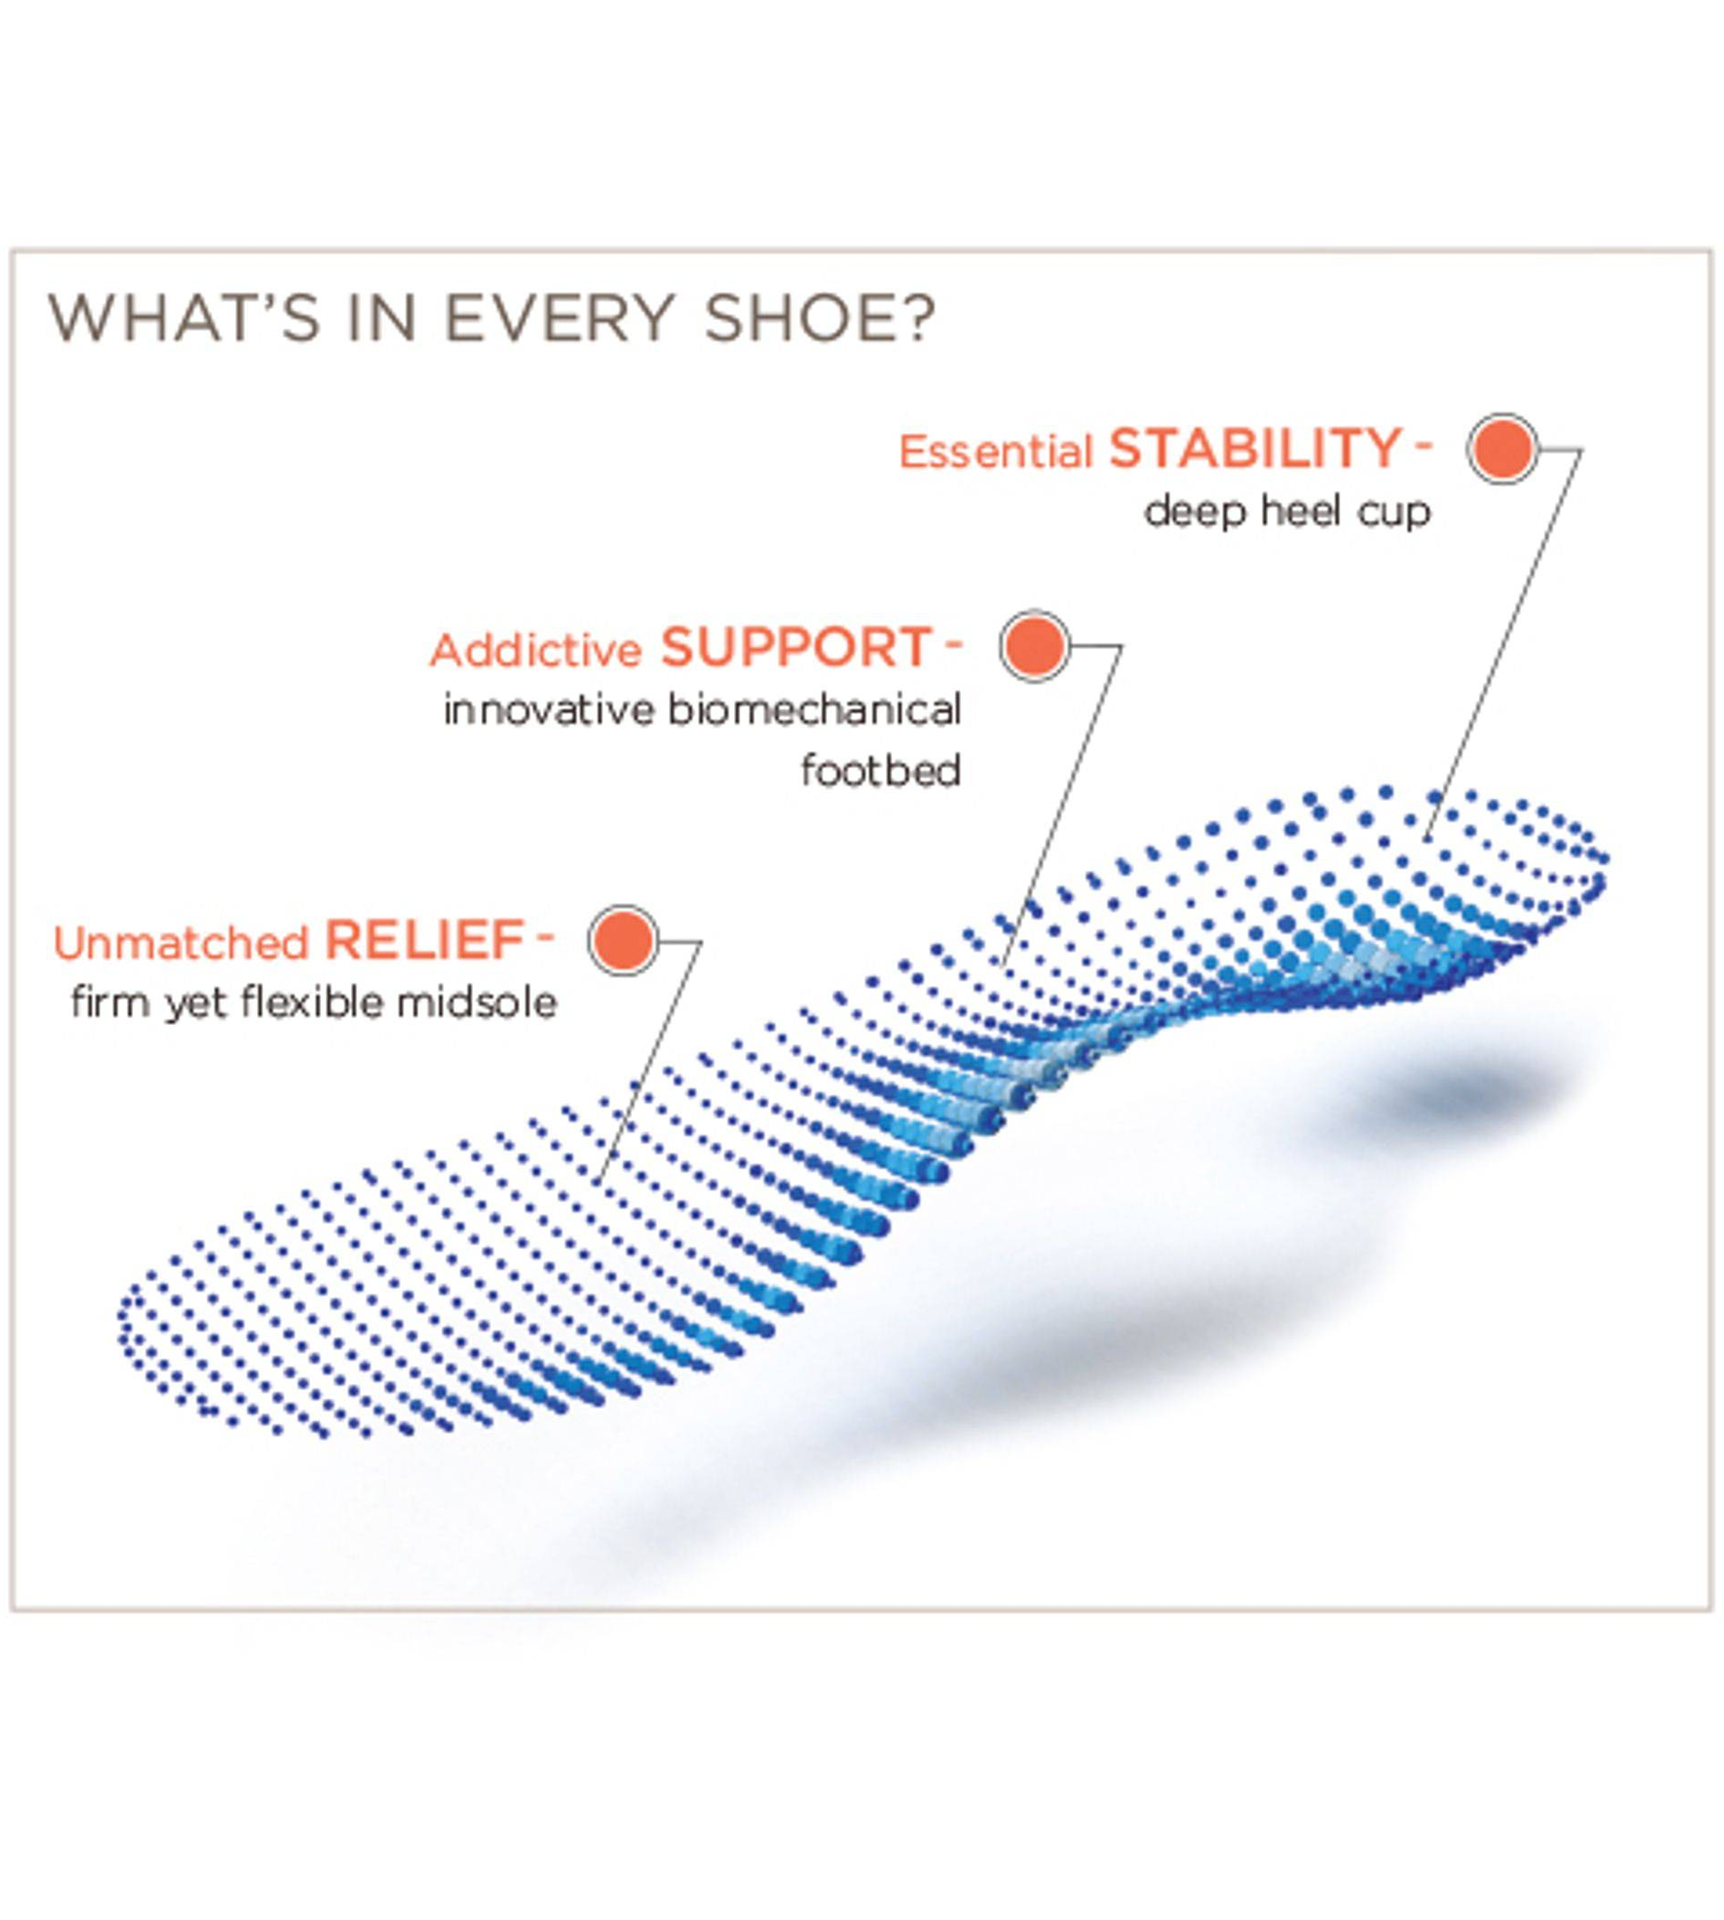 WHAT'S IN EVERY SHOE?
Essential STABILITY -
deep heel cup
Addictive SUPPORT -
innovative biomechanical
footbed
Unmatched RELIEF -
firm yet flexible midsole